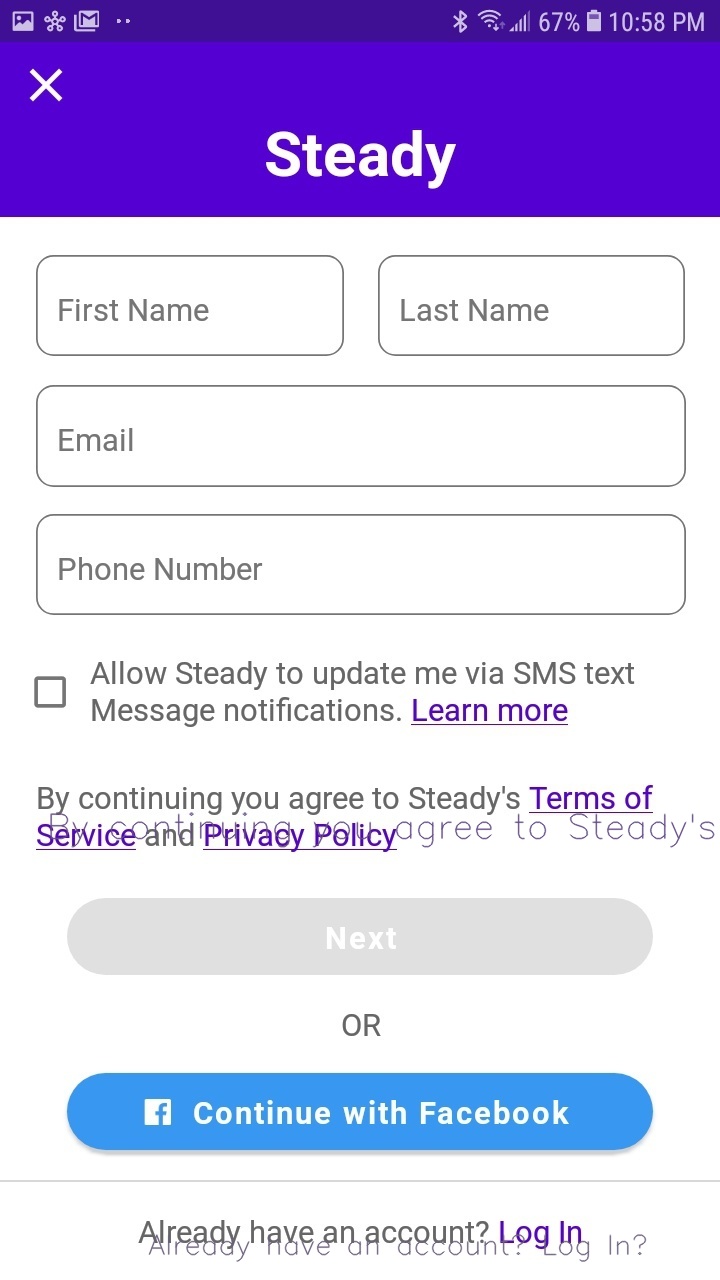 67% 10:58 PM
Steady
First Name Last Name
Email
Phone Number
Allow Steady to update me via SMS text
Message notifications. Learn more
By continuing you agree to Steady's Terms of
By continuing you agree to Steady's
Service and Privacy Policy
Next
OR
Continue with Facebook
Already have an account? Log In
Already have an account? Log In?